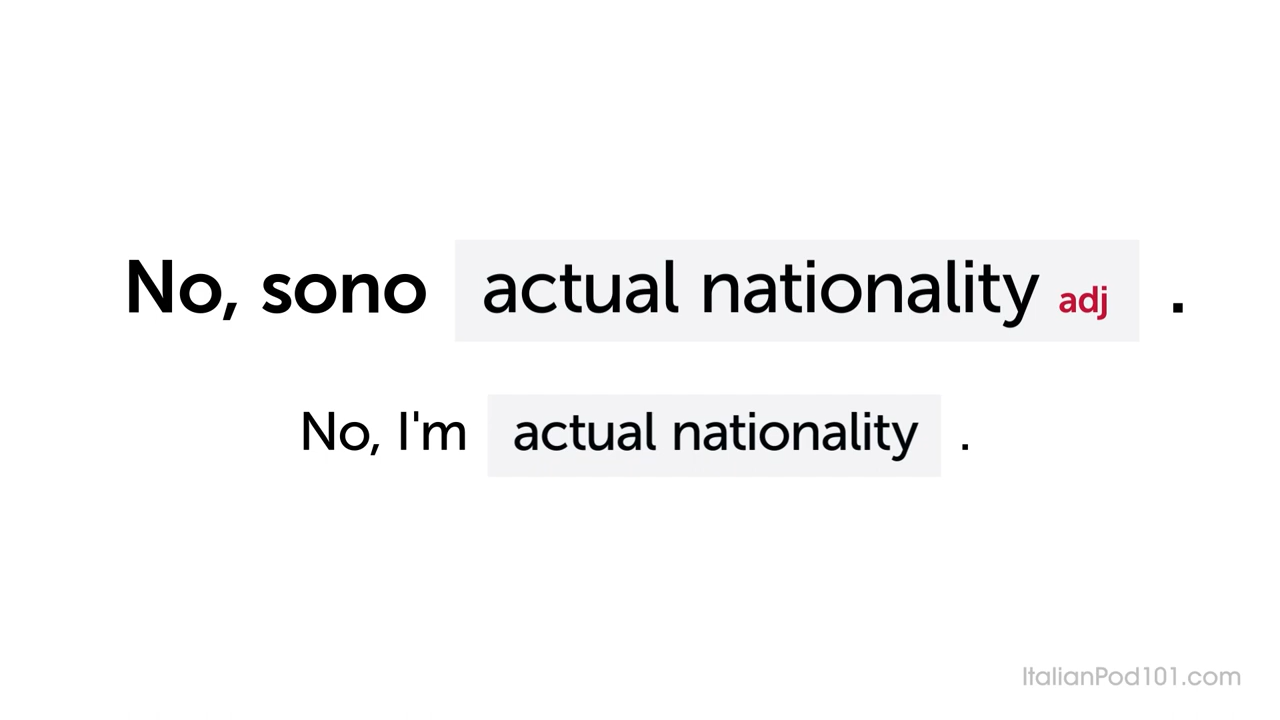 No, sono actual nationality adj .
No, I'm actual nationality .
ItalianPod101.com